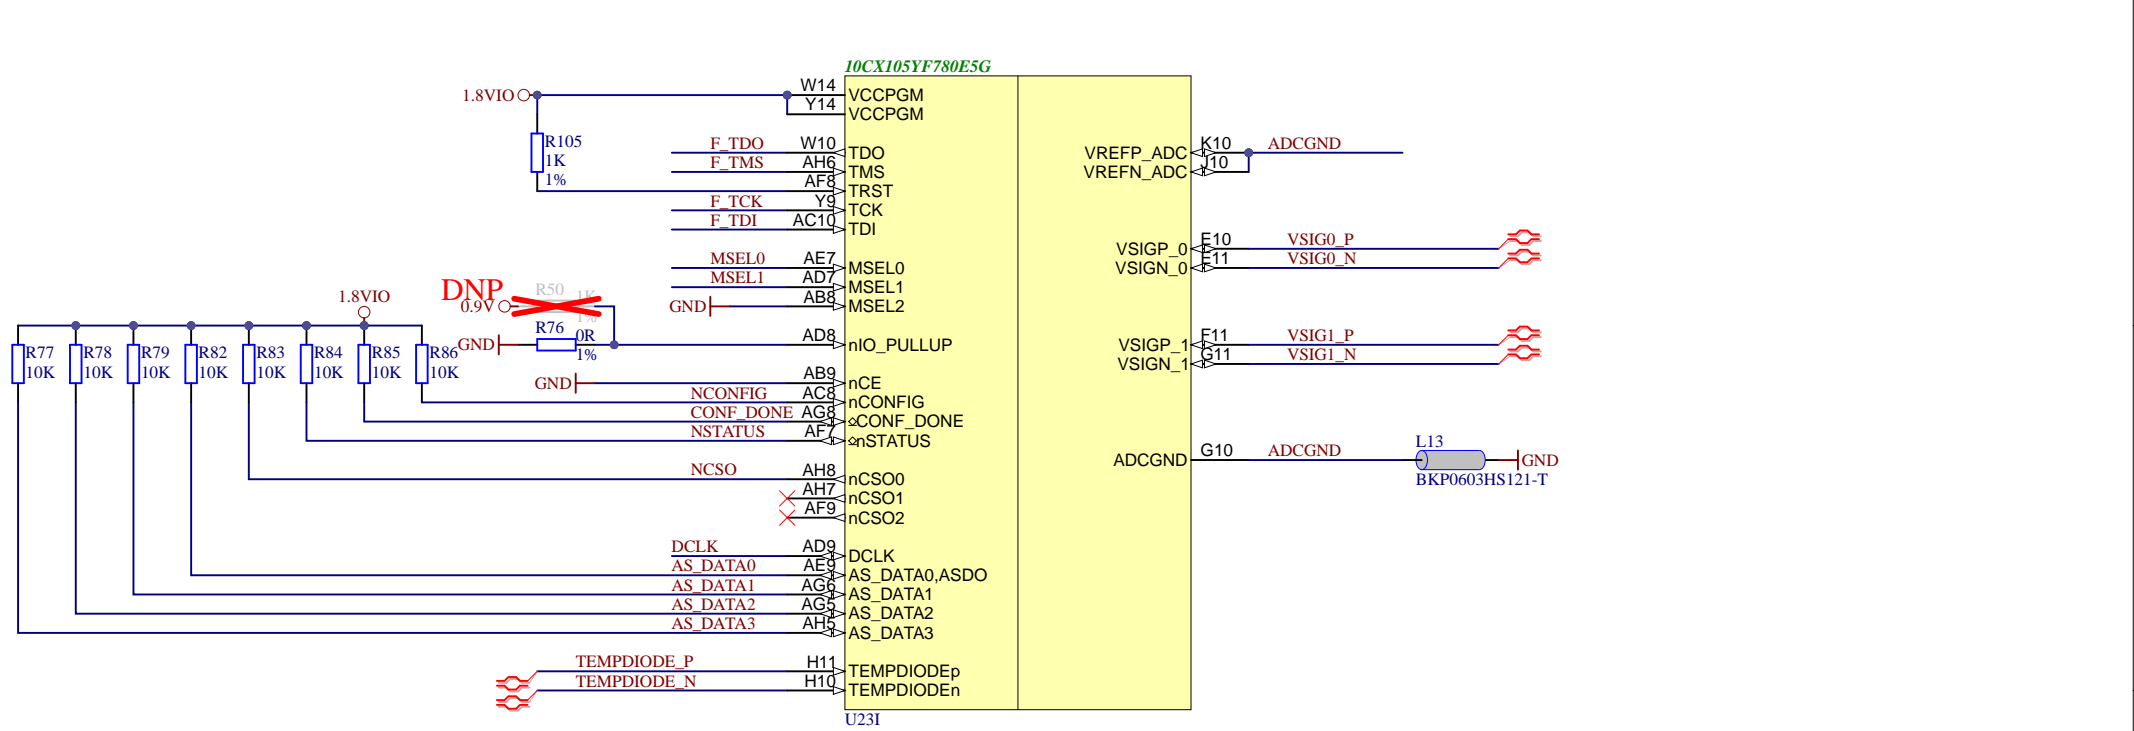 10CX105YF780E5G
1.8VIO
W14 VCCPGM
Y14 VCCPGM
R105
1K
1%
F_TDO W10 TDO
F_TMS AH6 TMS
AF8 TRST
F_TCK Y9 TCK
F_TDI AC10 TDI
MSEL0 AE7 MSEL0
MSEL1 AD7 MSEL1
GND AB8 MSEL2
DNP
R50 1K
1%
0.9V
R76 0R
1%
GND AD8 nIO_PULLUP
1.8VIO
R77 R78 R79 R82 R83 R84 R85 R86
10K 10K 10K 10K 10K 10K 10K 10K
GND AB9 nCE
NCONFIG AC8 nCONFIG
CONF_DONE AG8 CONF_DONE
NSTATUS AF7 nSTATUS
NCSO AH8 nCSO0
AH7 nCSO1
AF9 nCSO2
DCLK AD9 DCLK
AS_DATA0 AE9 AS_DATA0,ASDO
AS_DATA1 AG6 AS_DATA1
AS_DATA2 AG5 AS_DATA2
AS_DATA3 AH5 AS_DATA3
TEMPDIODE_P H11 TEMPDIODEp
TEMPDIODE_N H10 TEMPDIODEn
U23I
VREFP_ADC K10 ADCGND
VREFN_ADC J10
VSIGP_0 E10 VSIG0_P
VSIGN_0 E11 VSIG0_N
VSIGP_1 F11 VSIG1_P
VSIGN_1 G11 VSIG1_N
ADCGND G10 ADCGND
L13
GND
BKP0603HS121-T